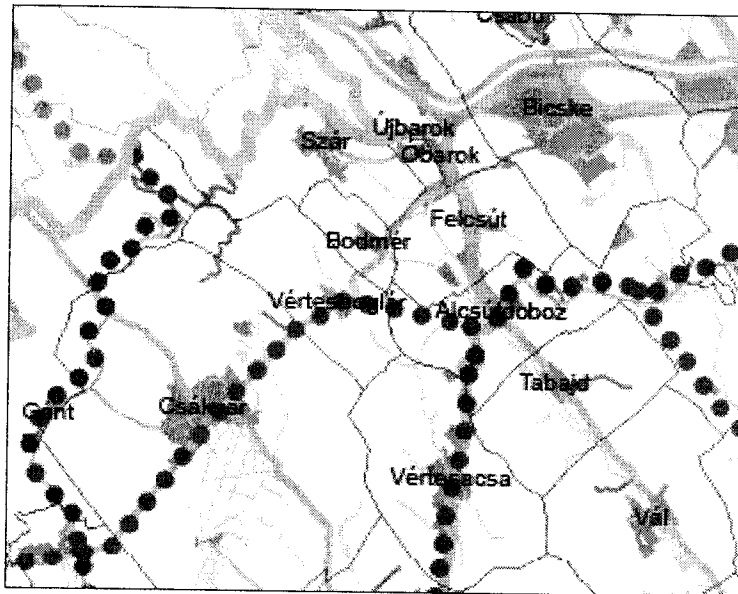 Bicske
Újbarok
Szár
Óbarok
Felcsút
Bodmér
Vértesboglár
Alcsútdoboz
Tabajd
Gánt
Csákvár
Vértesacsa
Vál